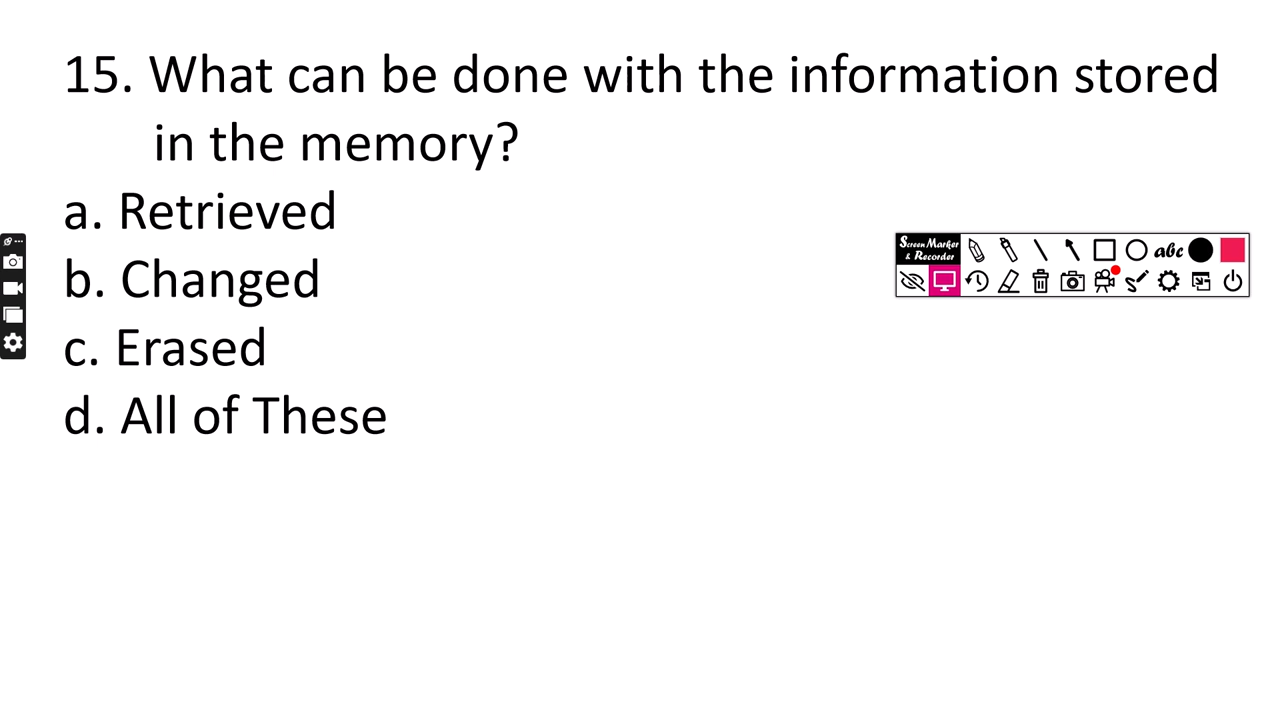 15. What can be done with the information stored
in the memory?
a. Retrieved
b. Changed
c. Erased
d. All of These
Screen Marker
& Recorder
abc